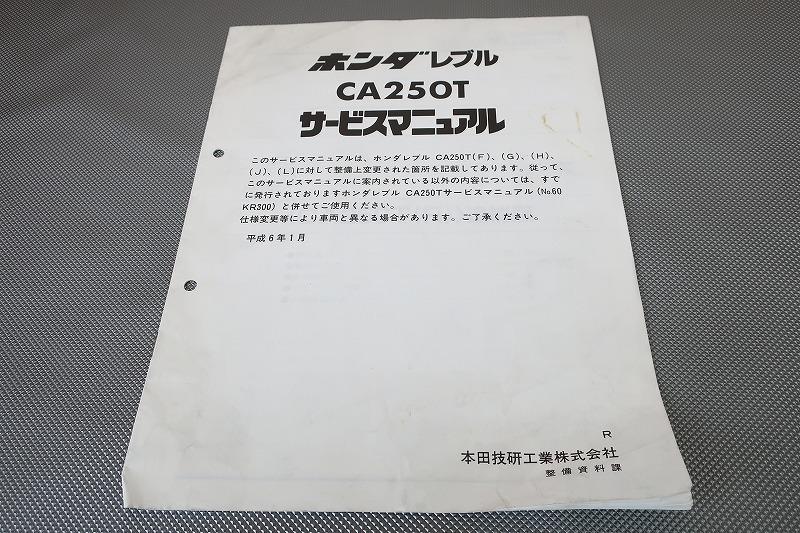 ホンダレブル
CA250T
サービスマニュアル
このサービスマニュアルは、ホンダレブル CA250T(F)、(G)、(H)、
(J)、(L)に対して整備上変更された箇所を記載してあります。従って、
このサービスマニュアルに案内されている以外の内容については、すで
に発行されておりますホンダレブル CA250Tサービスマニュアル(No.60
KR300)と併せてご使用ください。
仕様変更等により車両と異なる場合があります。ご了承ください。
平成6年1月
R
本田技研工業株式会社
整備資料課